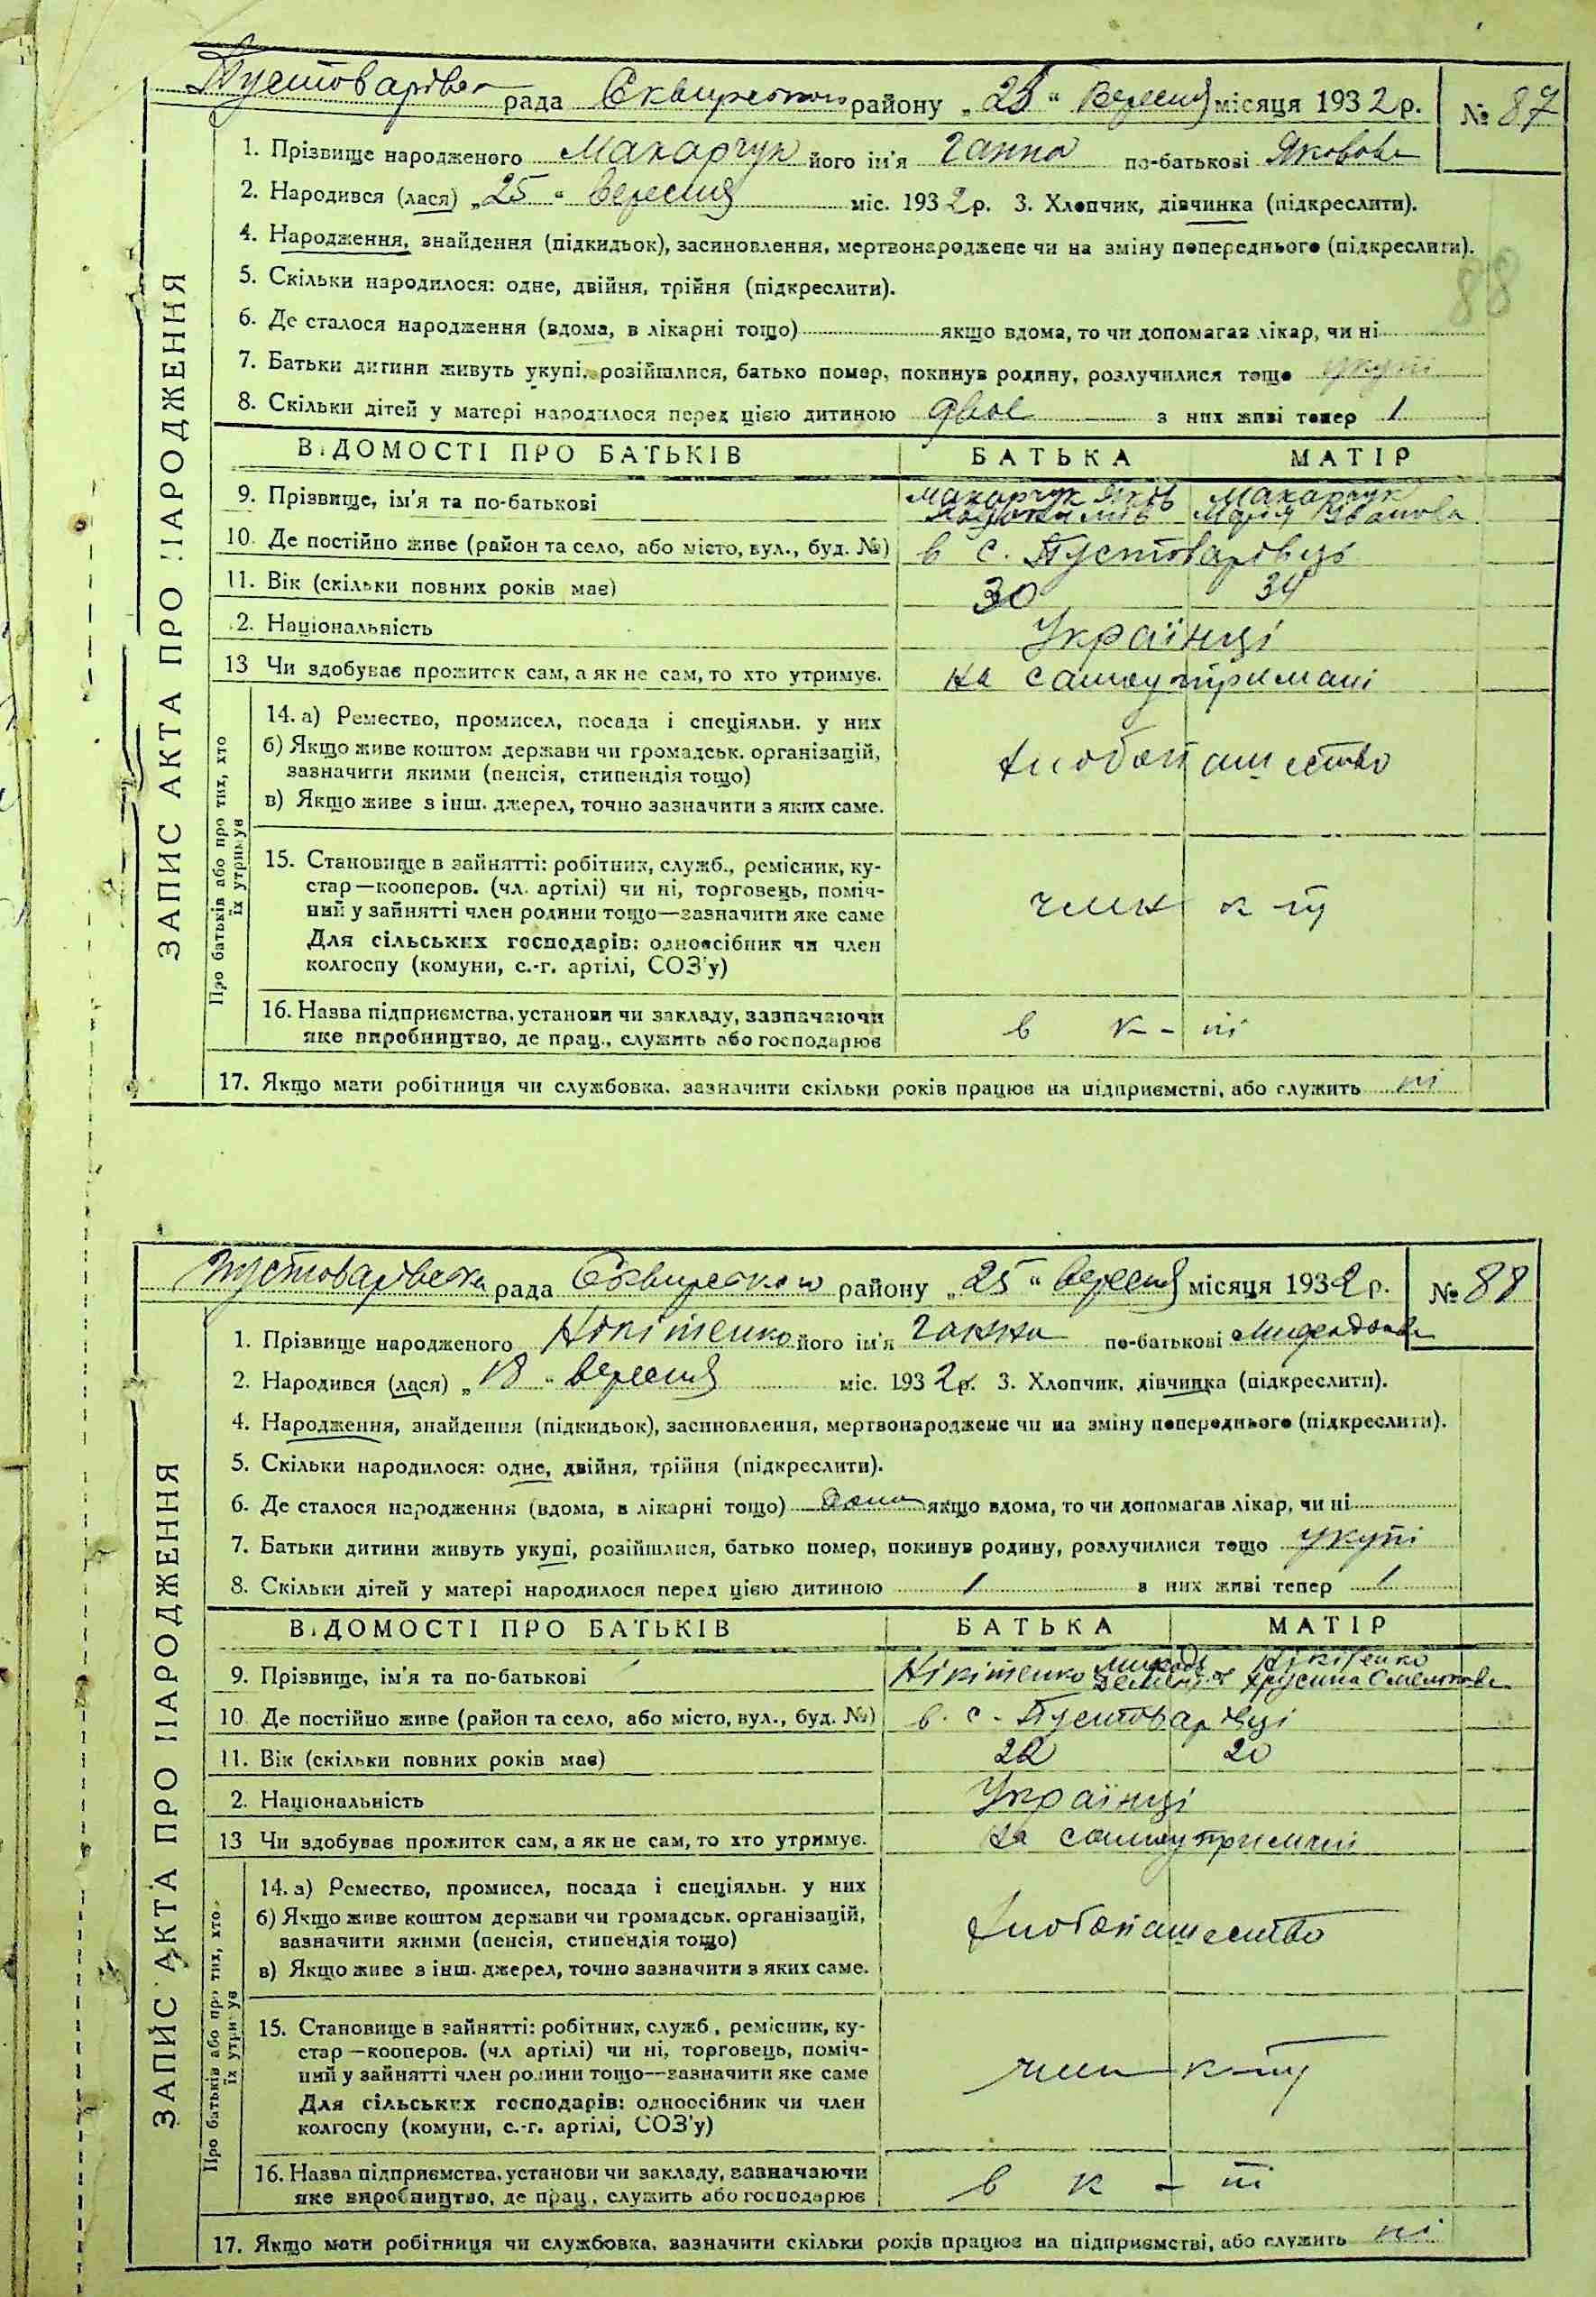 ЗАПИС АКТА ПРО НАРОДЖЕННЯ
рада Сквирського району „25“ Вересня місяця 1932 р. № 87
1. Прізвище народженого Макарчук його ім'я Ганна по-батькові Яковов
2. Народився (лася) „25“ Вересня міс. 1932 р. 3. Хлопчик, дівчинка (підкреслити).
4. Народження, знайдення (підкидьок), засиновлення, мертвонароджене чи на зміну попереднього (підкреслити).
88
5. Скільки народилося: одне, двійня, трійня (підкреслити).
6. Де сталося народження (вдома, в лікарні тощо) якщо вдома, то чи допомагав лікар, чи ні
7. Батьки дитини живуть укупі, розійшлися, батько помер, покинув родину, розлучилися тощо укупі
8. Скільки дітей у матері народилося перед цією дитиною двое з них живі тепер 1
ВІДОМОСТІ ПРО БАТЬКІВ БАТЬКА МАТІР
9. Прізвище, ім'я та по-батькові Макарчук Яків Макарчук
Марія Іванова
10. Де постійно живе (район та село, або місто, вул., буд. №) в с. Пустоварівці
11. Вік (скільки повних років має) 30 34
2. Національність Українці
13 Чи здобуває прожиток сам, а як не сам, то хто утримує. на самоутримані
Про батьків або про тих, хто їх утримує
14. а) Ремество, промисел, посада і спеціяльн. у них
б) Якщо живе коштом держави чи громадськ. організацій,
зазначити якими (пенсія, стипендія тощо) хлобопашество
в) Якщо живе з інш. джерел, точно зазначити з яких саме.
15. Становище в зайнятті: робітник, служб., ремісник, ку-
стар—кооперов. (чл. артілі) чи ні, торговець, поміч-
ний у зайнятті член родини тощо—зазначити яке саме член к-пу
Для сільських господарів: одноосібник чи член
колгоспу (комуни, с.-г. артілі, СОЗ'у)
16. Назва підприємства, установи чи закладу, зазначаючи
яке виробництво, де прац., служить або господарює в к-пі
17. Якщо мати робітниця чи службовка, зазначити скільки років працює на підприємстві, або служить ні
ЗАПИС АКТА ПРО НАРОДЖЕННЯ
Пустоварівська рада Сквирського району „25“ Вересня місяця 1932 р. № 88
1. Прізвище народженого Нікітенко його ім'я Ганна по-батькові
2. Народився (лася) „18“ Вересня міс. 1932 р. 3. Хлопчик, дівчинка (підкреслити).
4. Народження, знайдення (підкидьок), засиновлення, мертвонароджене чи на зміну попереднього (підкреслити).
5. Скільки народилося: одне, двійня, трійня (підкреслити).
6. Де сталося народження (вдома, в лікарні тощо) якщо вдома, то чи допомагав лікар, чи ні
7. Батьки дитини живуть укупі, розійшлися, батько помер, покинув родину, розлучилися тощо укупі
8. Скільки дітей у матері народилося перед цією дитиною 1 з них живі тепер 1
ВІДОМОСТІ ПРО БАТЬКІВ БАТЬКА МАТІР
9. Прізвище, ім'я та по-батькові Нікітенко Нікітенко
10. Де постійно живе (район та село, або місто, вул., буд. №) в. с. Пустоварівці
11. Вік (скільки повних років має) 22 20
2. Національність Українці
13 Чи здобуває прожиток сам, а як не сам, то хто утримує. на самоутримані
Про батьків або про тих, хто їх утримує
14. а) Ремество, промисел, посада і спеціяльн. у них
б) Якщо живе коштом держави чи громадськ. організацій,
зазначити якими (пенсія, стипендія тощо) хлобопашество
в) Якщо живе з інш. джерел, точно зазначити з яких саме.
15. Становище в зайнятті: робітник, служб., ремісник, ку-
стар—кооперов. (чл. артілі) чи ні, торговець, поміч-
ний у зайнятті член родини тощо—зазначити яке саме член к-пу
Для сільських господарів: одноосібник чи член
колгоспу (комуни, с.-г. артілі, СОЗ'у)
16. Назва підприємства, установи чи закладу, зазначаючи
яке виробництво, де прац., служить або господарює в к-пі
17. Якщо мати робітниця чи службовка, зазначити скільки років працює на підприємстві, або служить ні